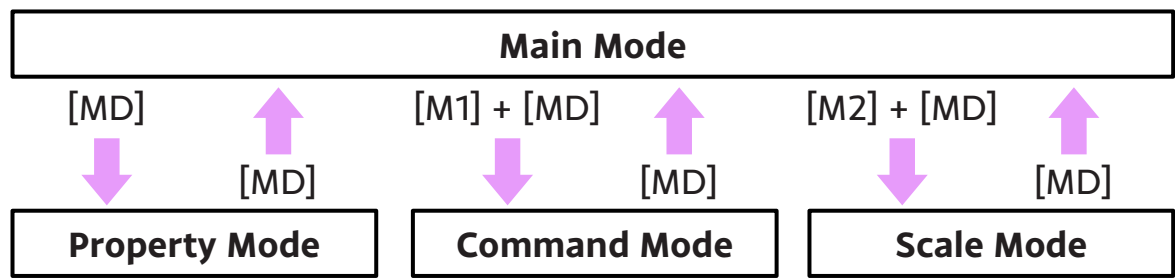 Main Mode
[MD] [M1] + [MD] [M2] + [MD]
[MD] [MD] [MD]
Property Mode Command Mode Scale Mode